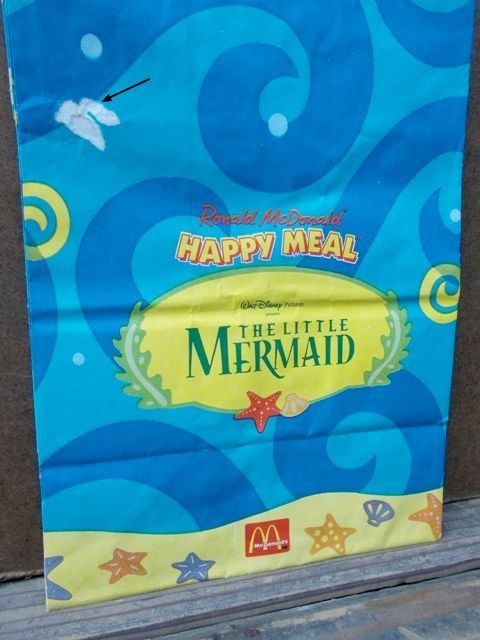 Ronald McDonald
HAPPY MEAL
Walt Disney Pictures
presents
THE LITTLE
MERMAID
McDonald's